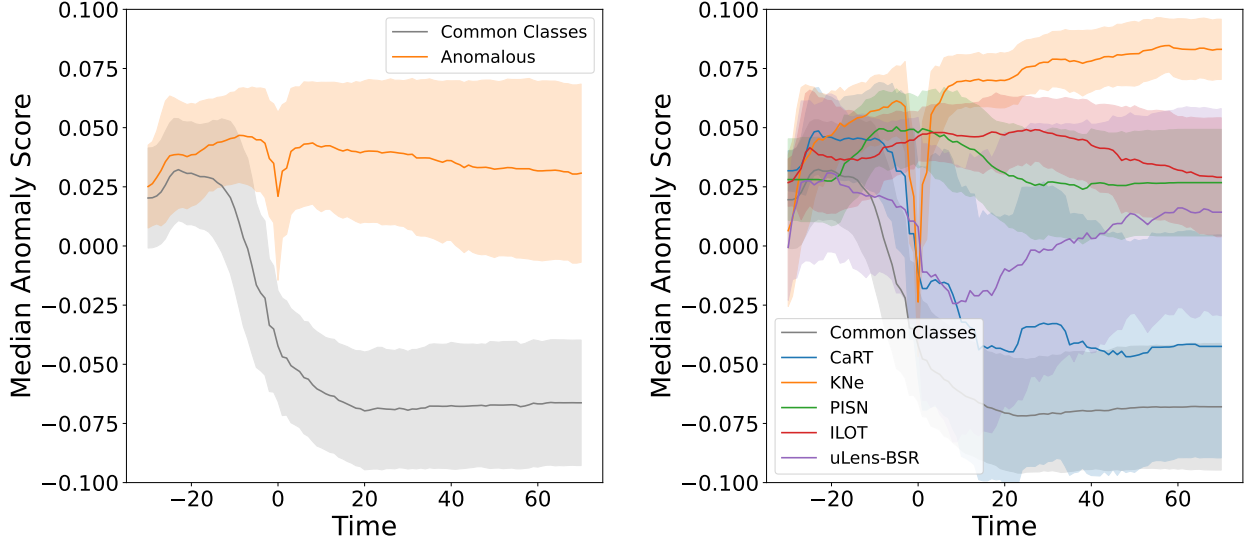 0.100
0.075
0.050
0.025
0.000
−0.025
−0.050
−0.075
−0.100
Median Anomaly Score
−20
0
20
40
60
Time
Common Classes
Anomalous
0.100
0.075
0.050
0.025
0.000
−0.025
−0.050
−0.075
−0.100
Median Anomaly Score
−20
0
20
40
60
Time
Common Classes
CaRT
KNe
PISN
ILOT
uLens-BSR